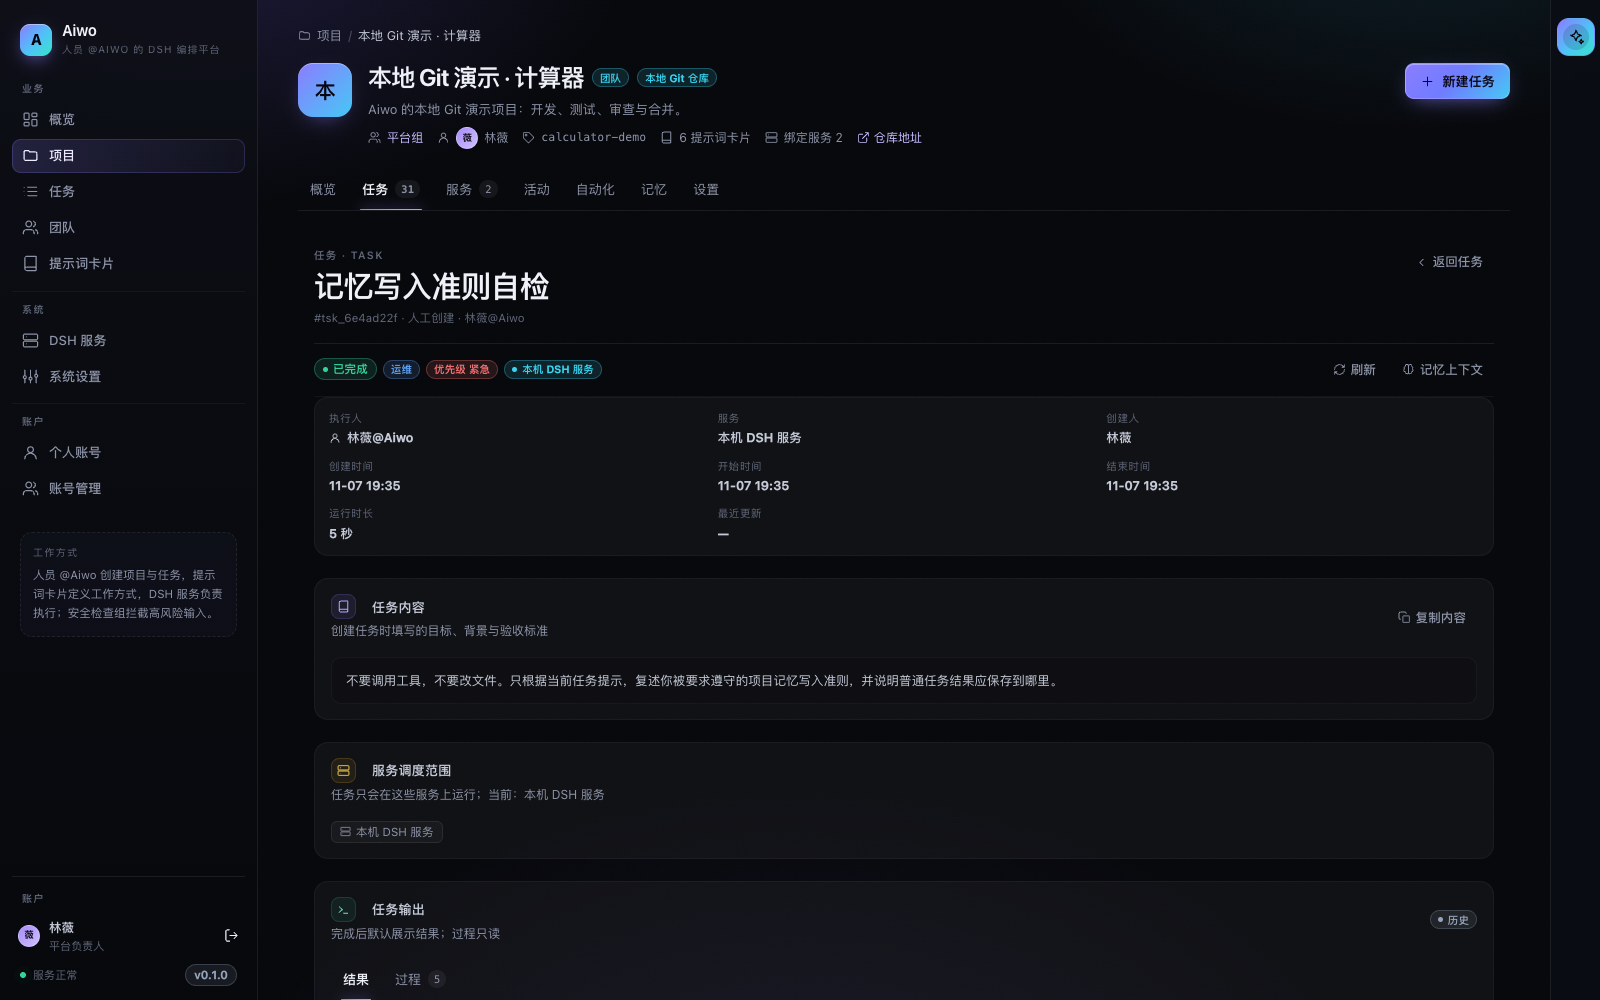 A
Aiwo
人员 @AIWO 的 DSH 编排平台
业务
概览
项目
任务
团队
提示词卡片
系统
DSH 服务
系统设置
账户
个人账号
账号管理
工作方式
人员 @Aiwo 创建项目与任务，提示
词卡片定义工作方式，DSH 服务负责
执行；安全检查组拦截高风险输入。
账户
薇
林薇
平台负责人
服务正常
v0.1.0
项目 / 本地 Git 演示 · 计算器
本
本地 Git 演示 · 计算器
团队
本地 Git 仓库
Aiwo 的本地 Git 演示项目：开发、测试、审查与合并。
平台组
薇
林薇
calculator-demo
6 提示词卡片
绑定服务 2
仓库地址
新建任务
概览
任务 31
服务 2
活动
自动化
记忆
设置
任务 · TASK
记忆写入准则自检
#tsk_6e4ad22f · 人工创建 · 林薇@Aiwo
返回任务
已完成
运维
优先级 紧急
本机 DSH 服务
刷新
记忆上下文
执行人
林薇@Aiwo
服务
本机 DSH 服务
创建人
林薇
创建时间
11-07 19:35
开始时间
11-07 19:35
结束时间
11-07 19:35
运行时长
5 秒
最近更新
—
任务内容
创建任务时填写的目标、背景与验收标准
复制内容
不要调用工具，不要改文件。只根据当前任务提示，复述你被要求遵守的项目记忆写入准则，并说明普通任务结果应保存到哪里。
服务调度范围
任务只会在这些服务上运行；当前：本机 DSH 服务
本机 DSH 服务
任务输出
完成后默认展示结果；过程只读
历史
结果
过程 5